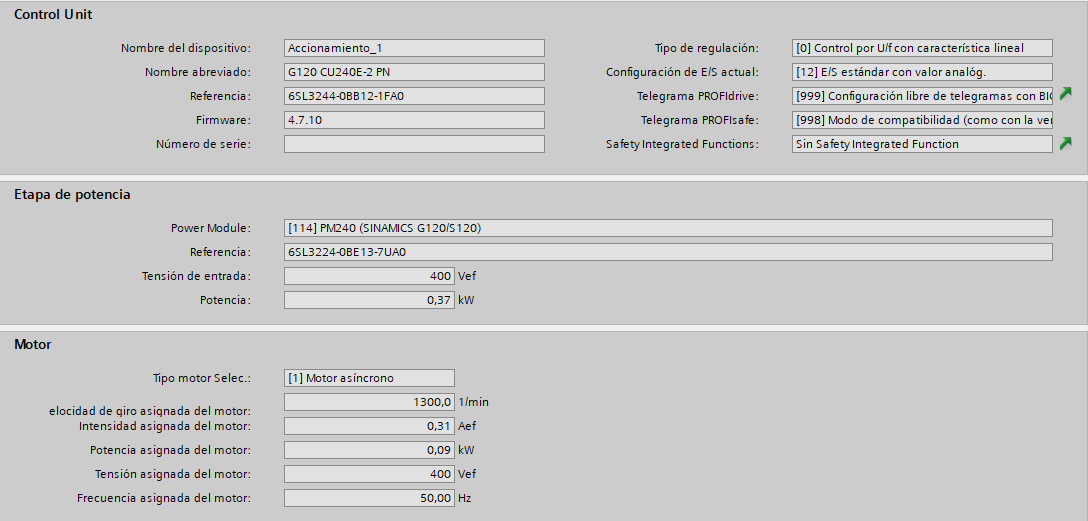 Control Unit
Nombre del dispositivo: Accionamiento_1 Tipo de regulación: [0] Control por U/f con característica lineal
Nombre abreviado: G120 CU240E-2 PN Configuración de E/S actual: [12] E/S estándar con valor analóg.
Referencia: 6SL3244-0BB12-1FA0 Telegrama PROFIdrive: [999] Configuración libre de telegramas con BIC
Firmware: 4.7.10 Telegrama PROFIsafe: [998] Modo de compatibilidad (como con la ver
Número de serie: Safety Integrated Functions: Sin Safety Integrated Function
Etapa de potencia
Power Module: [114] PM240 (SINAMICS G120/S120)
Referencia: 6SL3224-0BE13-7UA0
Tensión de entrada: 400 Vef
Potencia: 0,37 kW
Motor
Tipo motor Selec.: [1] Motor asíncrono
elocidad de giro asignada del motor: 1300,0 1/min
Intensidad asignada del motor: 0,31 Aef
Potencia asignada del motor: 0,09 kW
Tensión asignada del motor: 400 Vef
Frecuencia asignada del motor: 50,00 Hz